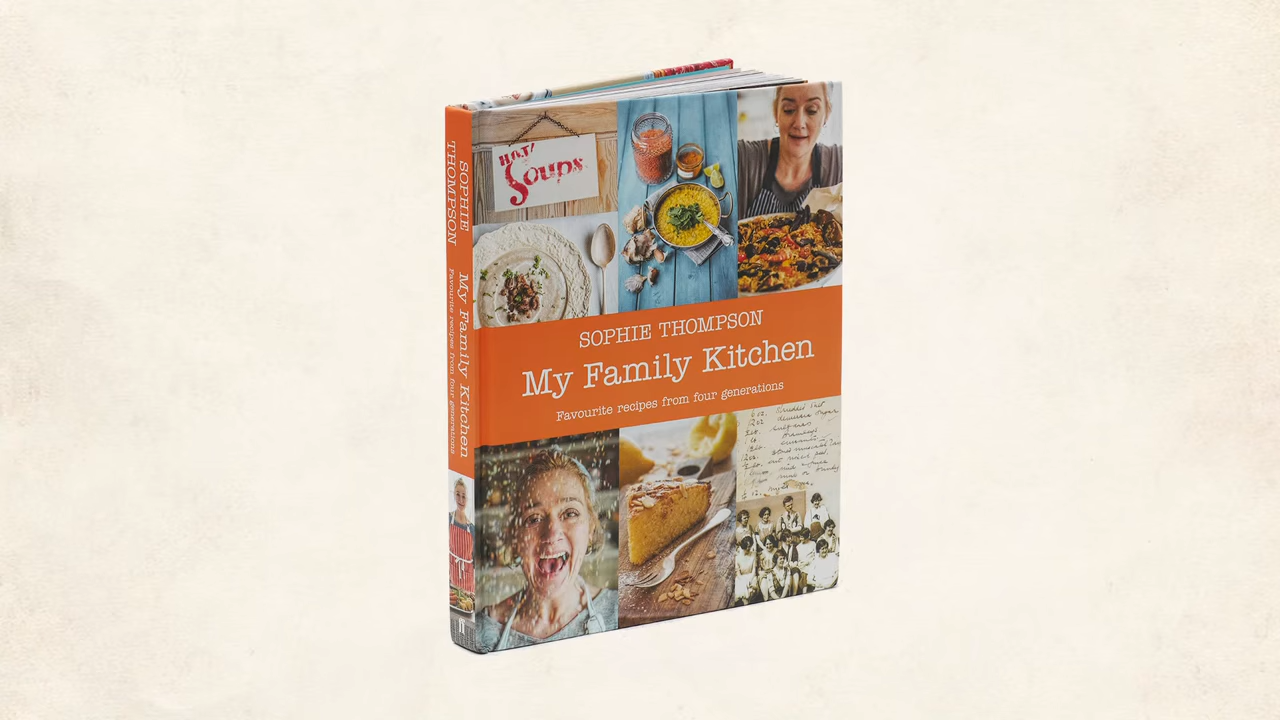 SOPHIE
THOMPSON
My Family Kitchen
Favourite recipes from four generations
HOT!
Soups
SOPHIE THOMPSON
My Family Kitchen
Favourite recipes from four generations